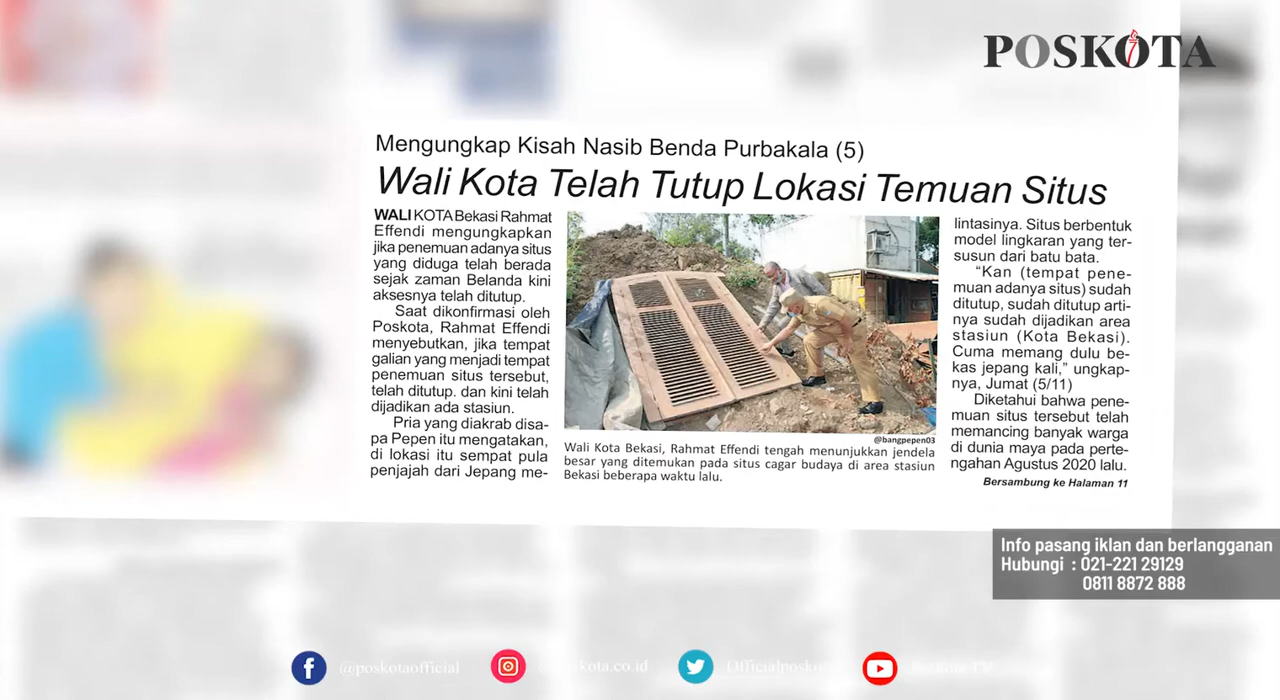 POSKOTA
Mengungkap Kisah Nasib Benda Purbakala (5)
Wali Kota Telah Tutup Lokasi Temuan Situs
WALI KOTA Bekasi Rahmat
Effendi mengungkapkan
jika penemuan adanya situs
yang diduga telah berada
sejak zaman Belanda kini
aksesnya telah ditutup.
Saat dikonfirmasi oleh
Poskota, Rahmat Effendi
menyebutkan, jika tempat
galian yang menjadi tempat
penemuan situs tersebut,
telah ditutup. dan kini telah
dijadikan ada stasiun.
Pria yang diakrab disa-
pa Pepen itu mengatakan,
di lokasi itu sempat pula
penjajah dari Jepang me-
@bangpepen03
Wali Kota Bekasi, Rahmat Effendi tengah menunjukkan jendela
besar yang ditemukan pada situs cagar budaya di area stasiun
Bekasi beberapa waktu lalu.
lintasinya. Situs berbentuk
model lingkaran yang ter-
susun dari batu bata.
“Kan (tempat pene-
muan adanya situs) sudah
ditutup, sudah ditutup arti-
nya sudah dijadikan area
stasiun (Kota Bekasi).
Cuma memang dulu be-
kas jepang kali,” ungkap-
nya, Jumat (5/11)
Diketahui bahwa pene-
muan situs tersebut telah
memancing banyak warga
di dunia maya pada perte-
ngahan Agustus 2020 lalu.
Bersambung ke Halaman 11
Info pasang iklan dan berlangganan
Hubungi : 021-221 29129
0811 8872 888
@poskotaofficial